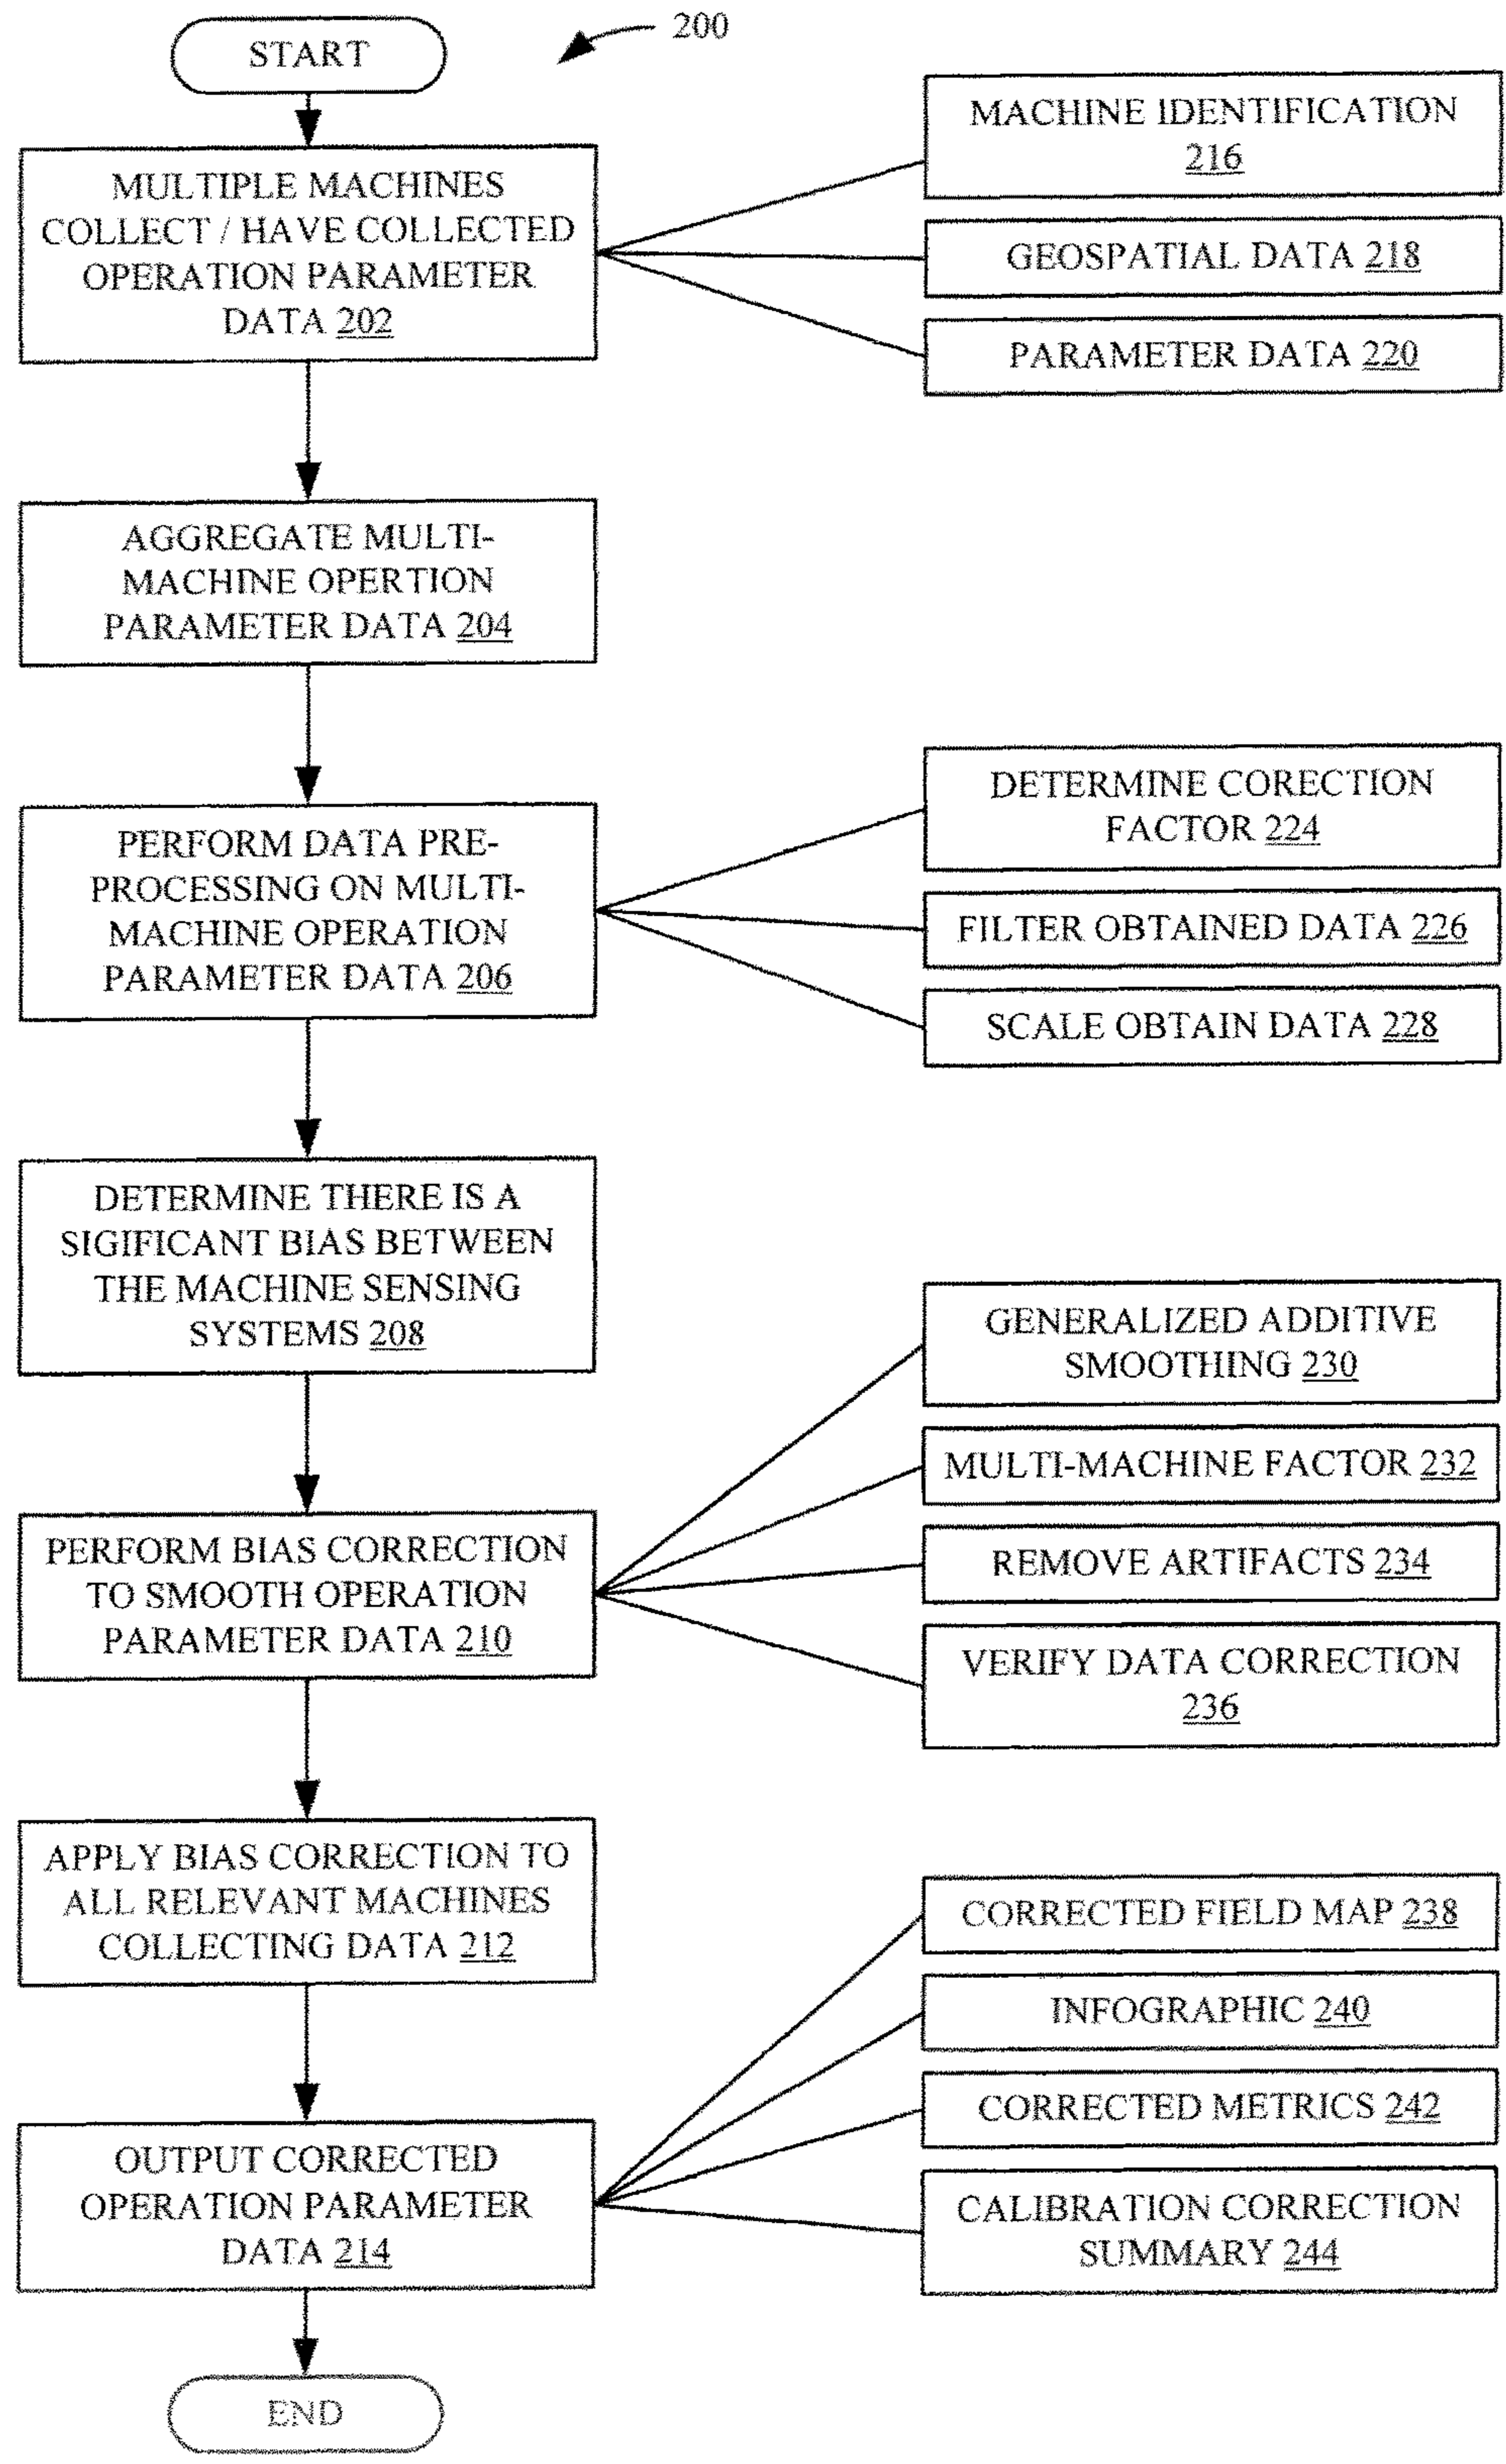 START
200
MULTIPLE MACHINES
COLLECT / HAVE COLLECTED
OPERATION PARAMETER
DATA 202
MACHINE IDENTIFICATION
216
GEOSPATIAL DATA 218
PARAMETER DATA 220
AGGREGATE MULTI-
MACHINE OPERTION
PARAMETER DATA 204
PERFORM DATA PRE-
PROCESSING ON MULTI-
MACHINE OPERATION
PARAMETER DATA 206
DETERMINE CORECTION
FACTOR 224
FILTER OBTAINED DATA 226
SCALE OBTAIN DATA 228
DETERMINE THERE IS A
SIGIFICANT BIAS BETWEEN
THE MACHINE SENSING
SYSTEMS 208
PERFORM BIAS CORRECTION
TO SMOOTH OPERATION
PARAMETER DATA 210
GENERALIZED ADDITIVE
SMOOTHING 230
MULTI-MACHINE FACTOR 232
REMOVE ARTIFACTS 234
VERIFY DATA CORRECTION
236
APPLY BIAS CORRECTION TO
ALL RELEVANT MACHINES
COLLECTING DATA 212
OUTPUT CORRECTED
OPERATION PARAMETER
DATA 214
CORRECTED FIELD MAP 238
INFOGRAPHIC 240
CORRECTED METRICS 242
CALIBRATION CORRECTION
SUMMARY 244
END